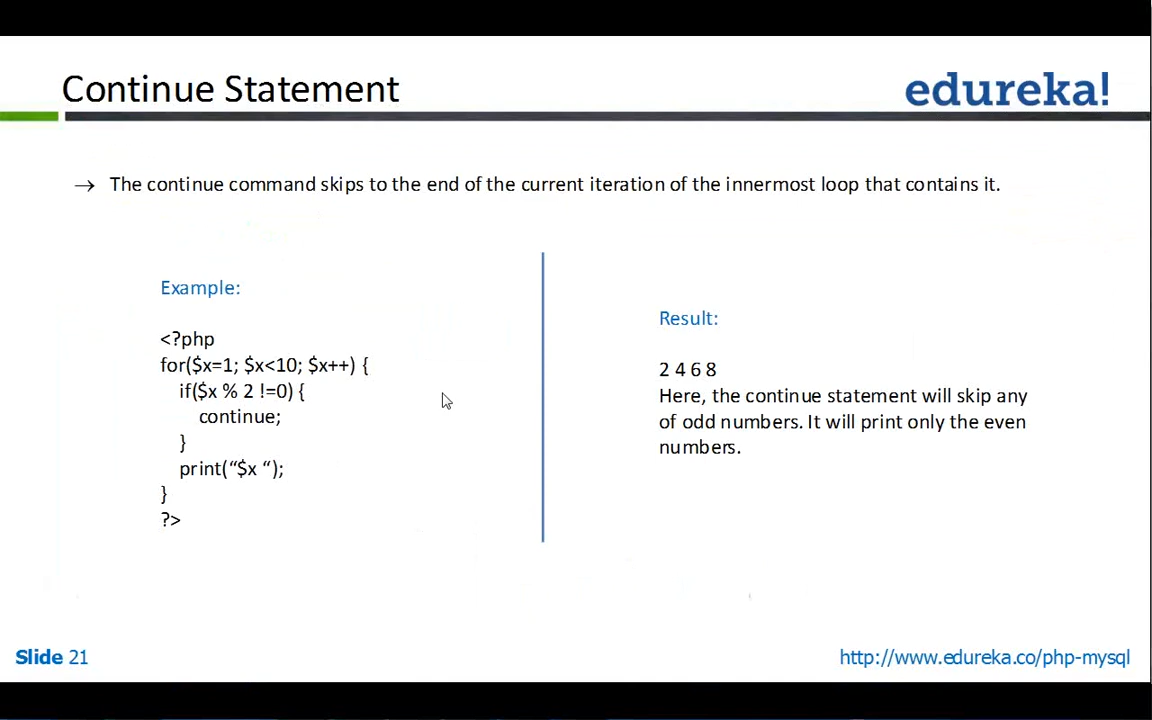 Continue Statement
edureka!
→ The continue command skips to the end of the current iteration of the innermost loop that contains it.
Example:
<?php
for($x=1; $x<10; $x++) {
if($x % 2 !=0) {
continue;
}
print(“$x “);
}
?>
Result:
2 4 6 8
Here, the continue statement will skip any
of odd numbers. It will print only the even
numbers.
Slide 21
http://www.edureka.co/php-mysql